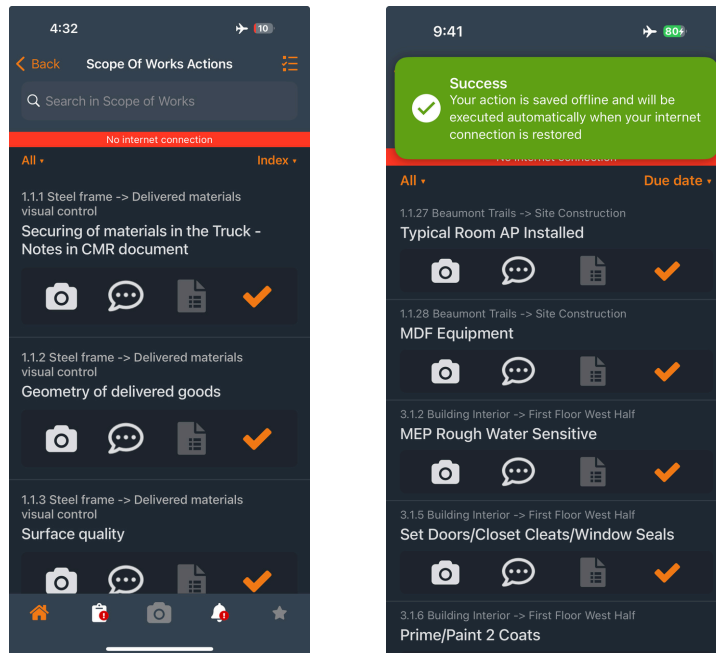 4:32
10
Back
Scope Of Works Actions
Search in Scope of Works
No internet connection
All
Index
1.1.1 Steel frame -> Delivered materials
visual control
Securing of materials in the Truck -
Notes in CMR document
1.1.2 Steel frame -> Delivered materials
visual control
Geometry of delivered goods
1.1.3 Steel frame -> Delivered materials
visual control
Surface quality
9:41
80
Success
Your action is saved offline and will be
executed automatically when your internet
connection is restored
No internet connection
All
Due date
1.1.27 Beaumont Trails -> Site Construction
Typical Room AP Installed
1.1.28 Beaumont Trails -> Site Construction
MDF Equipment
3.1.2 Building Interior -> First Floor West Half
MEP Rough Water Sensitive
3.1.5 Building Interior -> First Floor West Half
Set Doors/Closet Cleats/Window Seals
3.1.6 Building Interior -> First Floor West Half
Prime/Paint 2 Coats